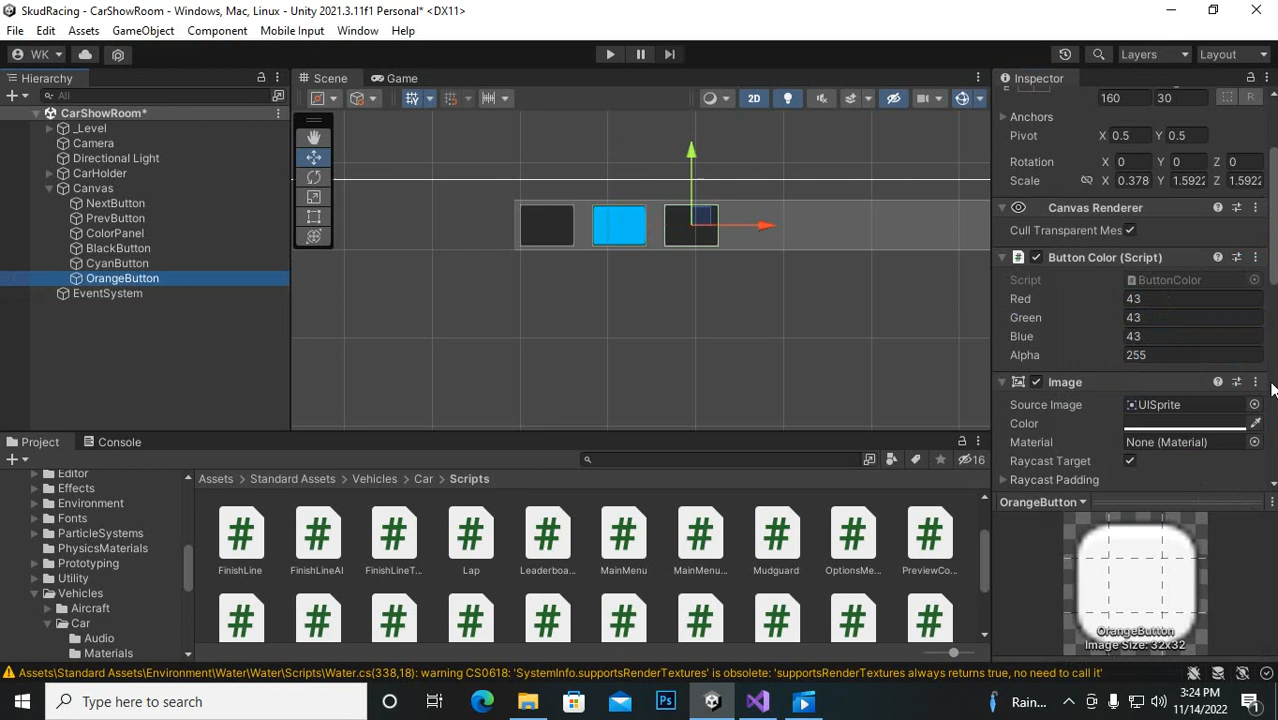 SkudRacing - CarShowRoom - Windows, Mac, Linux - Unity 2021.3.11f1 Personal* <DX11>
File Edit Assets GameObject Component Mobile Input Window Help
WK Layers Layout
Hierarchy
Scene
Game
Inspector
All
2D
CarShowRoom*
_Level
Camera
Directional Light
CarHolder
Canvas
NextButton
PrevButton
ColorPanel
BlackButton
CyanButton
OrangeButton
EventSystem
160 30 R
Anchors
Pivot X 0.5 Y 0.5
Rotation X 0 Y 0 Z 0
Scale X 0.378 Y 1.5922 Z 1.5922
Canvas Renderer
Cull Transparent Mes
Button Color (Script)
Script ButtonColor
Red 43
Green 43
Blue 43
Alpha 255
Image
Source Image UISprite
Color
Material None (Material)
Raycast Target
Raycast Padding
OrangeButton
OrangeButton
Image Size: 32x32
Project
Console
16
Editor
Effects
Environment
Fonts
ParticleSystems
PhysicsMaterials
Prototyping
Utility
Vehicles
Aircraft
Car
Audio
Materials
Assets Standard Assets Vehicles Car Scripts
FinishLine FinishLineAI FinishLineT... Lap Leaderboa... MainMenu MainMenu... Mudguard OptionsMe... PreviewCo...
Assets\Standard Assets\Environment\Water\Water\Scripts\Water.cs(338,18): warning CS0618: 'SystemInfo.supportsRenderTextures' is obsolete: 'supportsRenderTextures always returns true, no need to call it'
Type here to search
Ps
Rain...
3:24 PM
11/14/2022
1